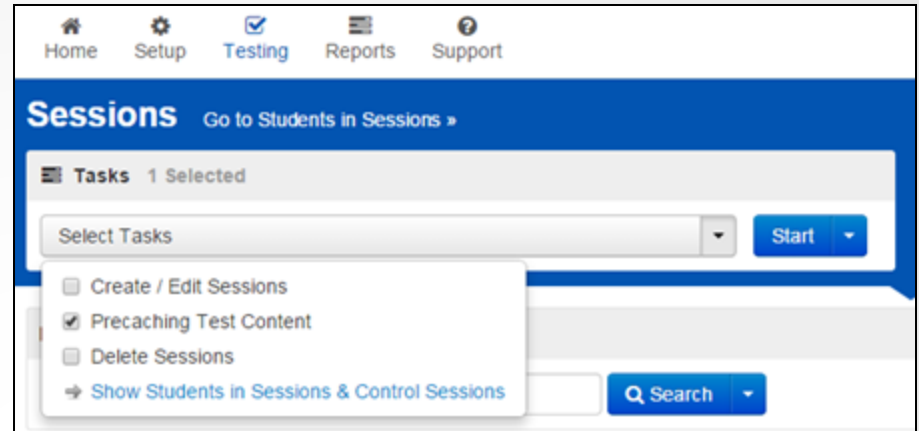 Home Setup Testing Reports Support
Sessions Go to Students in Sessions »
Tasks 1 Selected
Select Tasks Start
Create / Edit Sessions
Precaching Test Content
Delete Sessions
Show Students in Sessions & Control Sessions
Search